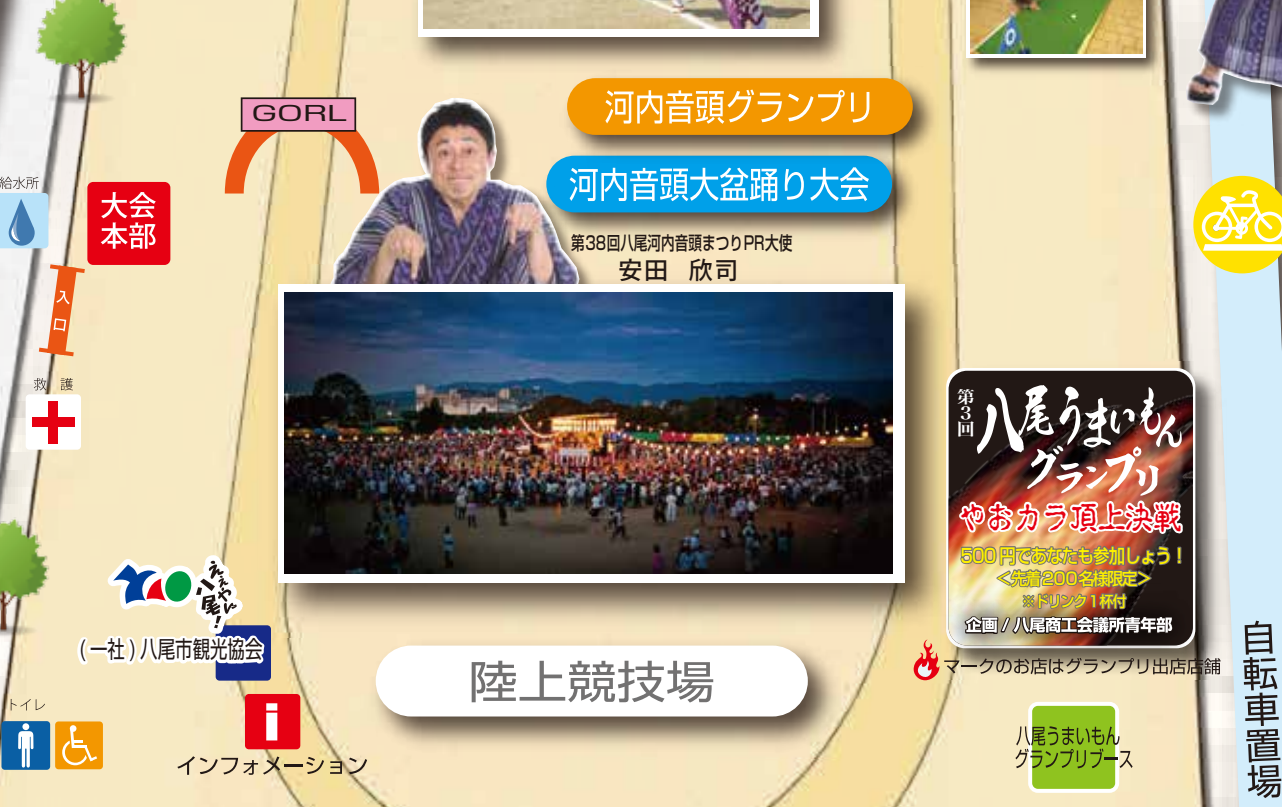 GORL
河内音頭グランプリ
河内音頭大盆踊り大会
第38回八尾河内音頭まつりPR大使
安田 欣司
給水所
大会
本部
入口
救 護
第3回
八尾うまいもん
グランプリ
やおカラ頂上決戦
500円であなたも参加しょう！
＜先着200名様限定＞
※ドリンク1杯付
企画 / 八尾商工会議所青年部
マークのお店はグランプリ出店店舗
YAO
ええやん
八尾!
(一社)八尾市観光協会
陸上競技場
トイレ
i
インフォメーション
八尾うまいもん
グランプリブース
自転車置場